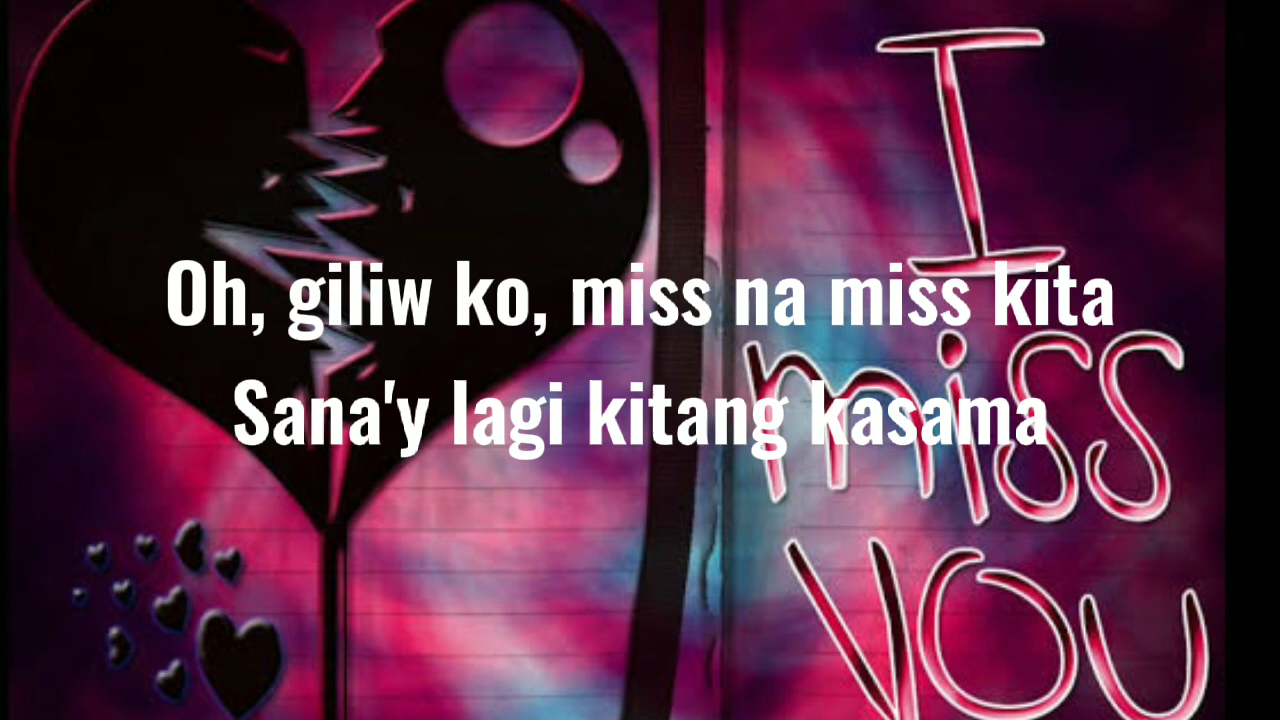 I
Oh, giliw ko, miss na miss kita
miss
Sana'y lagi kitang kasama
you